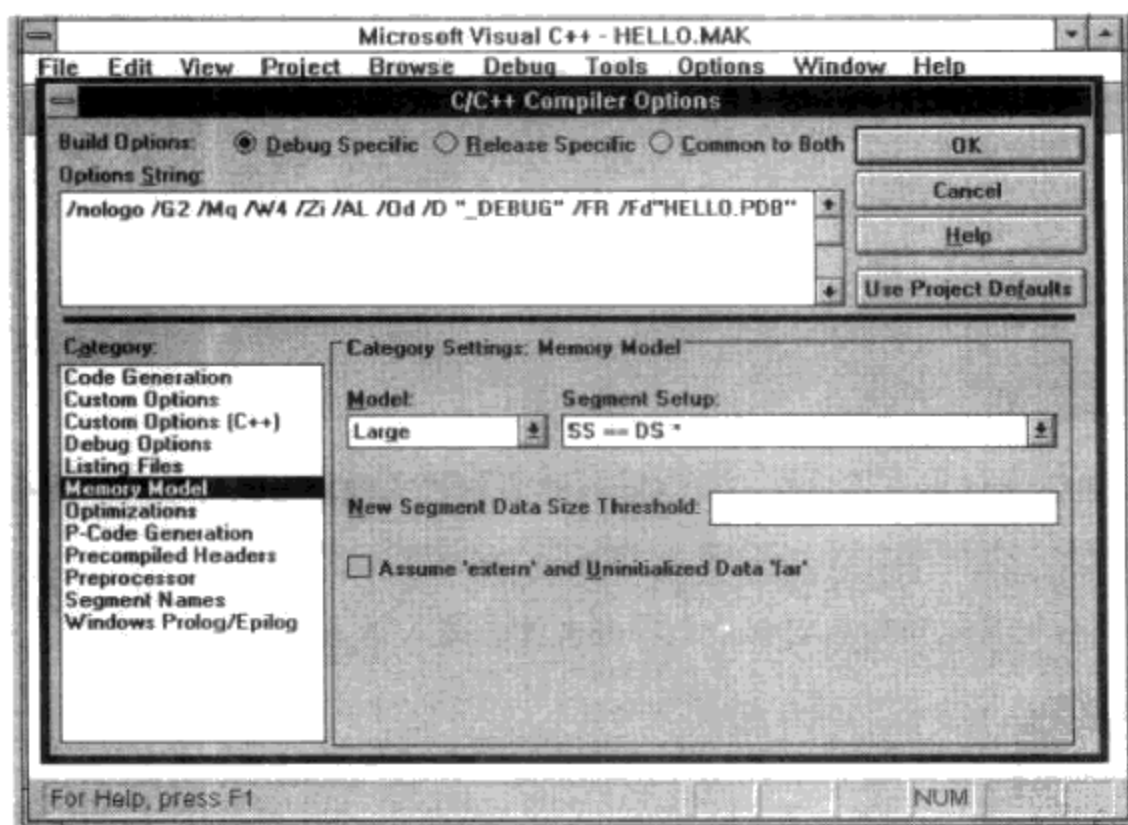 Microsoft Visual C++ - HELLO.MAK
File Edit View Project Browse Debug Tools Options Window Help
C/C++ Compiler Options
Build Options: Debug Specific Release Specific Common to Both OK
Options String: Cancel
/nologo /G2 /Mq /W4 /Zi /AL /Od /D "_DEBUG" /FR /Fd"HELLO.PDB"
Help
Use Project Defaults
Category: Category Settings: Memory Model
Code Generation
Custom Options Model: Segment Setup:
Custom Options (C++) Large SS == DS *
Debug Options
Listing Files
Memory Model
Optimizations New Segment Data Size Threshold:
P-Code Generation
Precompiled Headers Assume 'extern' and Uninitialized Data 'far'
Preprocessor
Segment Names
Windows Prolog/Epilog
For Help, press F1 NUM